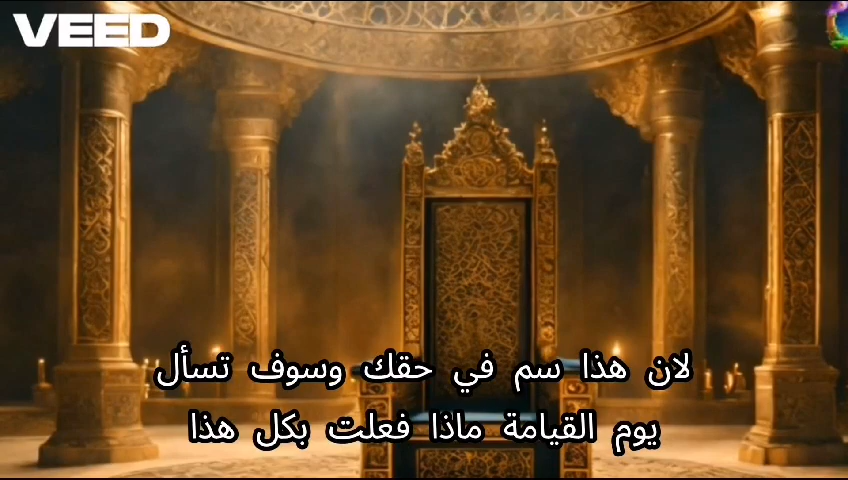 VEED
لان هذا سم في حقك وسوف تسأل
يوم القيامة ماذا فعلت بكل هذا